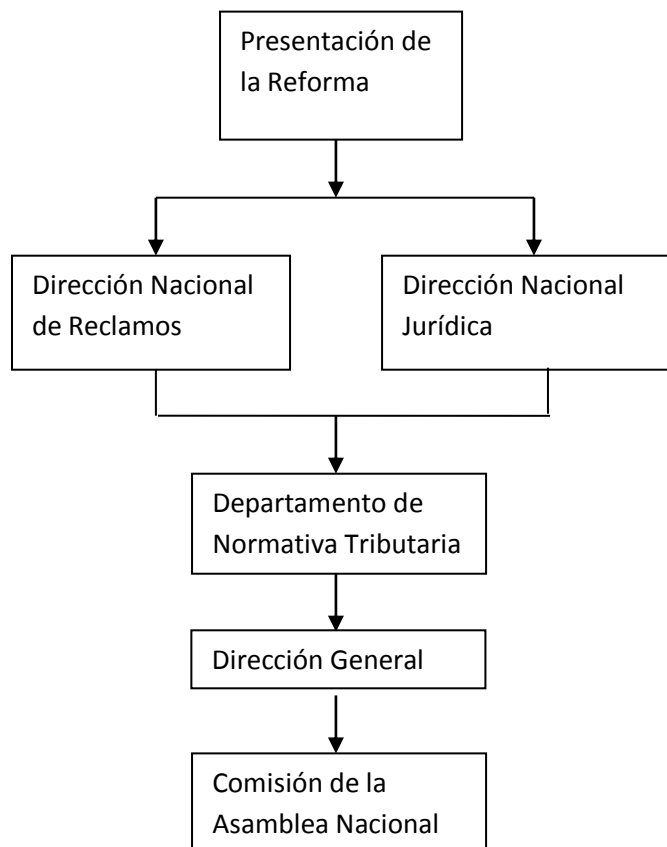 Presentación de
la Reforma
Dirección Nacional
de Reclamos
Dirección Nacional
Jurídica
Departamento de
Normativa Tributaria
Dirección General
Comisión de la
Asamblea Nacional